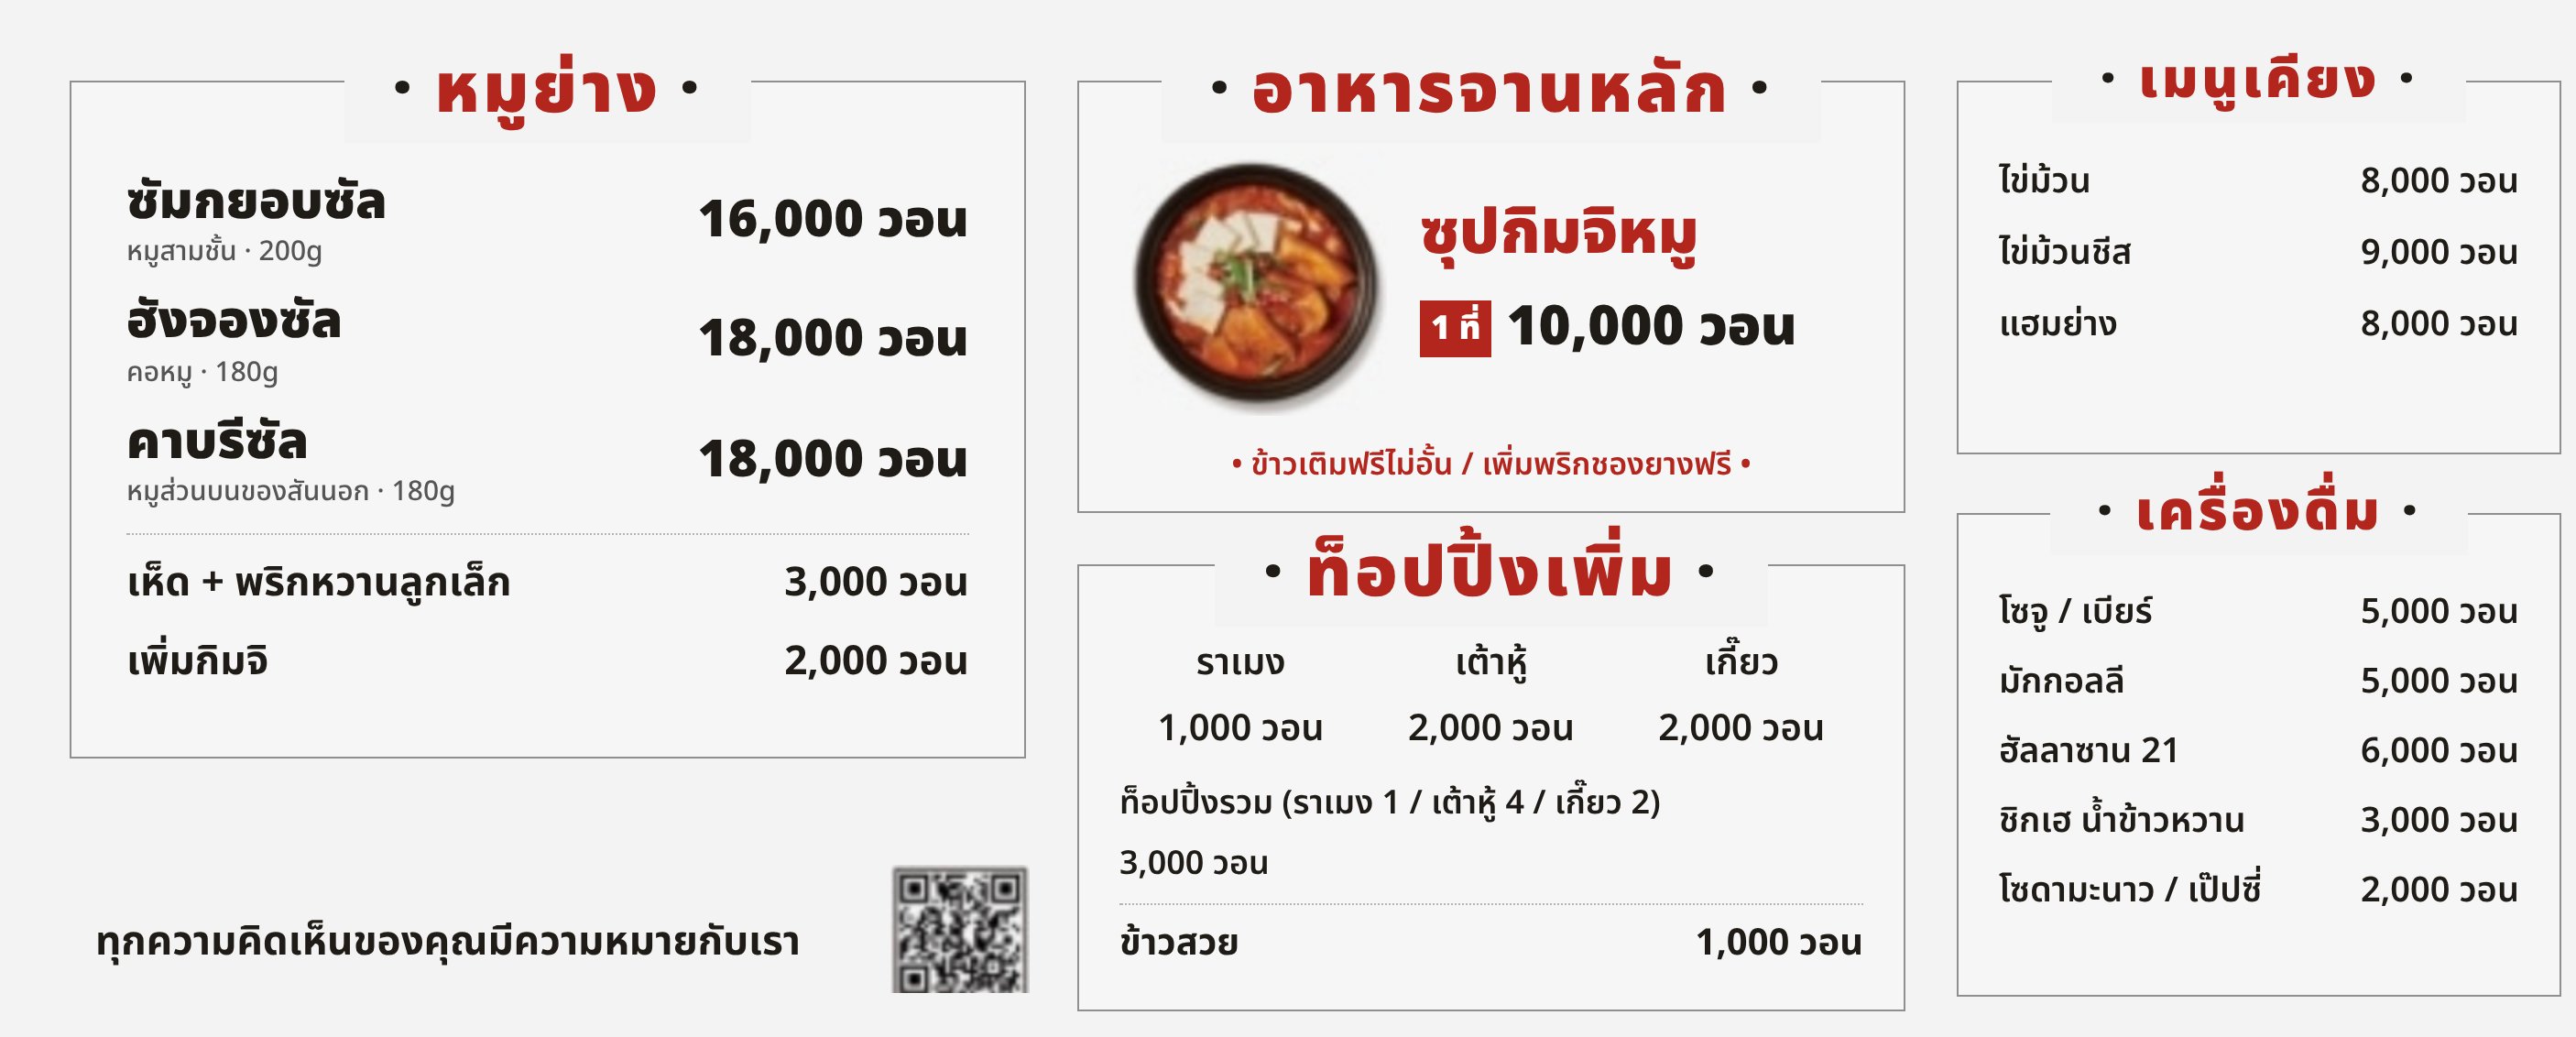 • หมูย่าง •
ซัมกยอบซัล 16,000 วอน
หมูสามชั้น · 200g
ฮังจองซัล 18,000 วอน
คอหมู · 180g
คาบรีซัล 18,000 วอน
หมูส่วนบนของสันนอก · 180g
เห็ด + พริกหวานลูกเล็ก 3,000 วอน
เพิ่มกิมจิ 2,000 วอน
ทุกความคิดเห็นของคุณมีความหมายกับเรา
• อาหารจานหลัก •
ซุปกิมจิหมู
1 ที่ 10,000 วอน
• ข้าวเติมฟรีไม่อั้น / เพิ่มพริกชองยางฟรี •
• ท็อปปิ้งเพิ่ม •
ราเมง เต้าหู้ เกี๊ยว
1,000 วอน 2,000 วอน 2,000 วอน
ท็อปปิ้งรวม (ราเมง 1 / เต้าหู้ 4 / เกี๊ยว 2)
3,000 วอน
ข้าวสวย 1,000 วอน
• เมนูเคียง •
ไข่ม้วน 8,000 วอน
ไข่ม้วนชีส 9,000 วอน
แฮมย่าง 8,000 วอน
• เครื่องดื่ม •
โซจู / เบียร์ 5,000 วอน
มักกอลลี 5,000 วอน
ฮัลลาซาน 21 6,000 วอน
ชิกเฮ น้ำข้าวหวาน 3,000 วอน
โซดามะนาว / เป๊ปซี่ 2,000 วอน